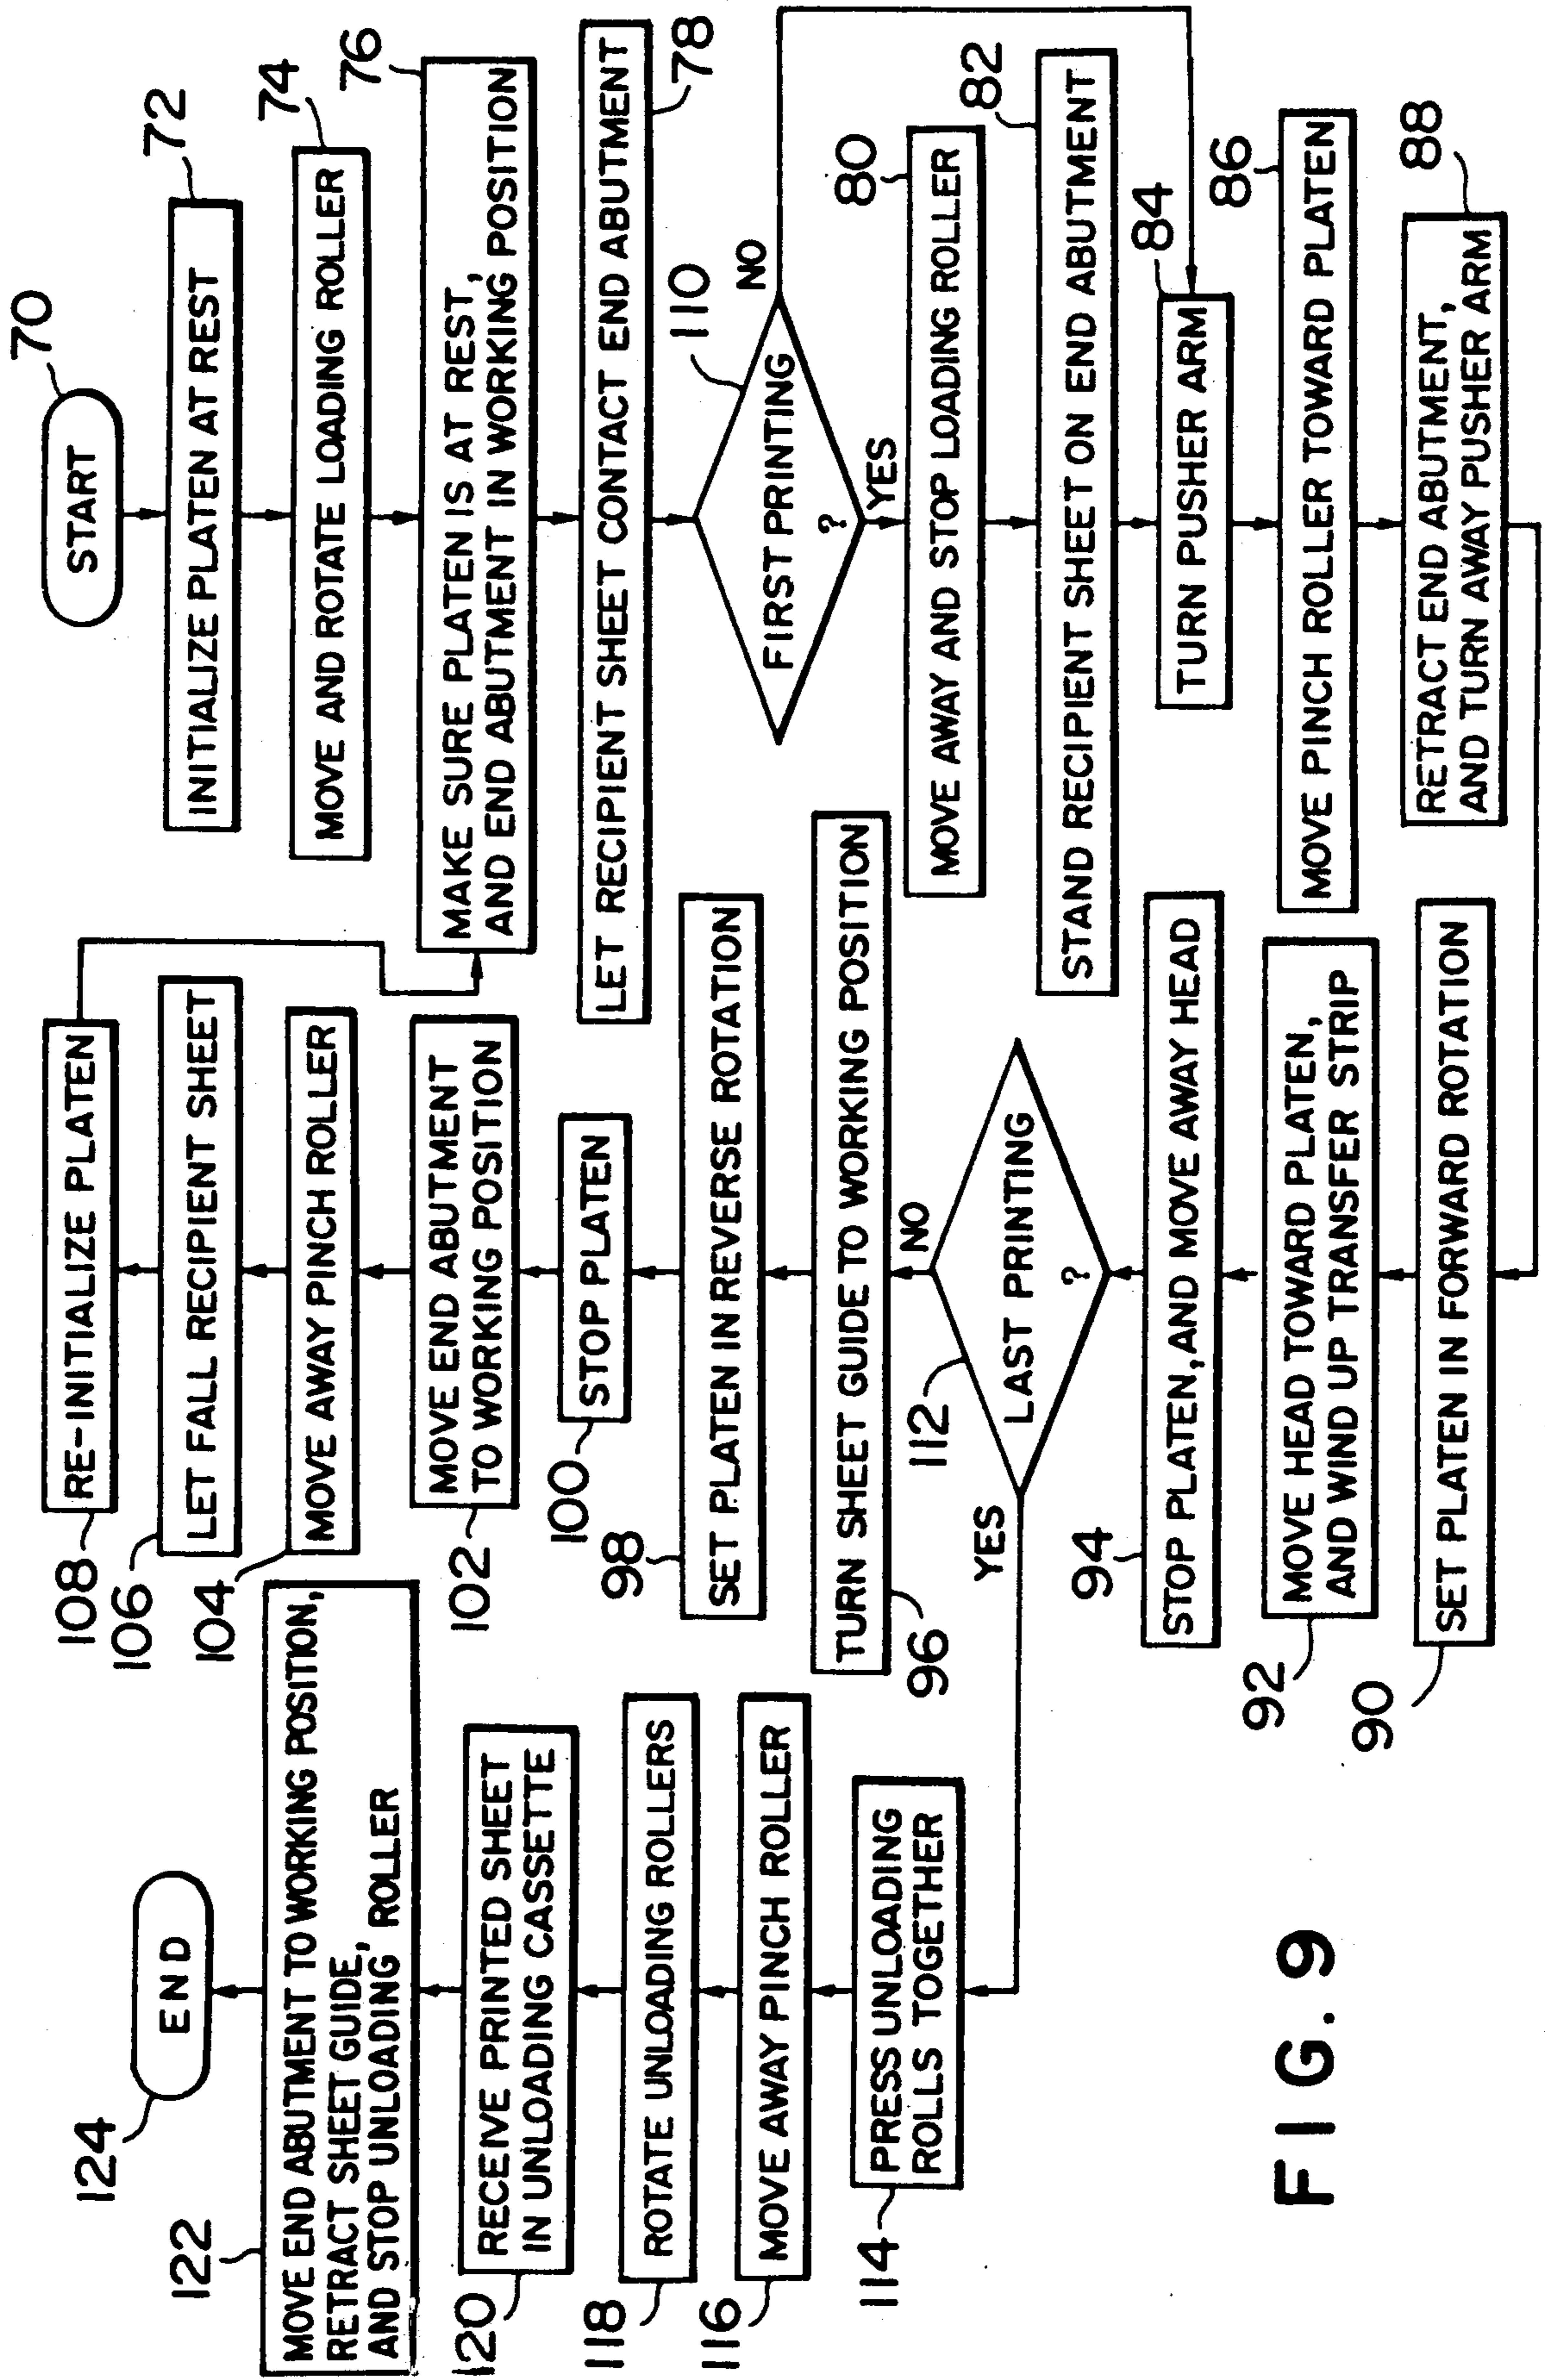 70
START
72
INITIALIZE PLATEN AT REST
74
MOVE AND ROTATE LOADING ROLLER
76
MAKE SURE PLATEN IS AT REST,
AND END ABUTMENT IN WORKING POSITION
LET RECIPIENT SHEET CONTACT END ABUTMENT
78
110
FIRST PRINTING
?
NO
YES
80
MOVE AWAY AND STOP LOADING ROLLER
82
STAND RECIPIENT SHEET ON END ABUTMENT
84
TURN PUSHER ARM
86
MOVE PINCH ROLLER TOWARD PLATEN
88
RETRACT END ABUTMENT,
AND TURN AWAY PUSHER ARM
90
SET PLATEN IN FORWARD ROTATION
92
MOVE HEAD TOWARD PLATEN,
AND WIND UP TRANSFER STRIP
94
STOP PLATEN, AND MOVE AWAY HEAD
112
LAST PRINTING
?
NO
YES
96
TURN SHEET GUIDE TO WORKING POSITION
98
SET PLATEN IN REVERSE ROTATION
100
STOP PLATEN
102
MOVE END ABUTMENT
TO WORKING POSITION
104
MOVE AWAY PINCH ROLLER
106
LET FALL RECIPIENT SHEET
108
RE-INITIALIZE PLATEN
114
PRESS UNLOADING
ROLLS TOGETHER
116
MOVE AWAY PINCH ROLLER
118
ROTATE UNLOADING ROLLERS
120
RECEIVE PRINTED SHEET
IN UNLOADING CASSETTE
122
MOVE END ABUTMENT TO WORKING POSITION,
RETRACT SHEET GUIDE,
AND STOP UNLOADING ROLLER
124
END
FIG. 9